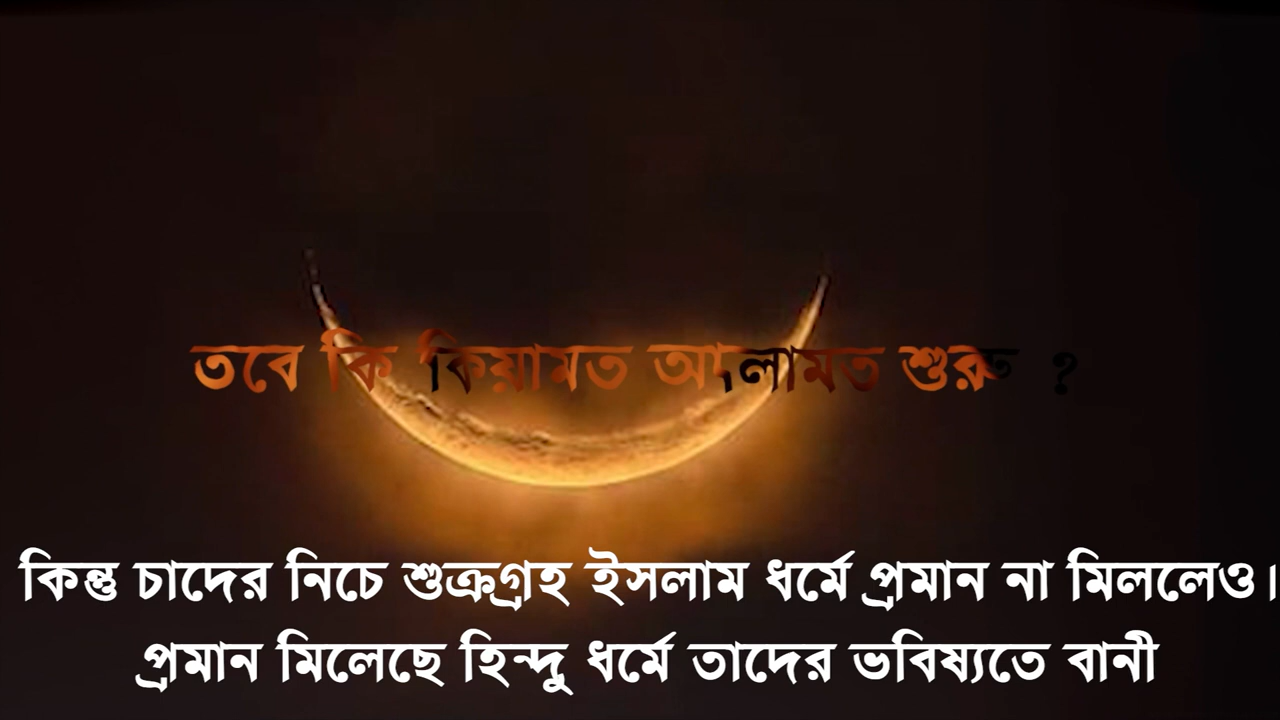 তবে কি কিয়ামত আলামত শুরু ?
কিন্তু চাদের নিচে শুক্রগ্রহ ইসলাম ধর্মে প্রমান না মিললেও।
প্রমান মিলেছে হিন্দু ধর্মে তাদের ভবিষ্যতে বানী